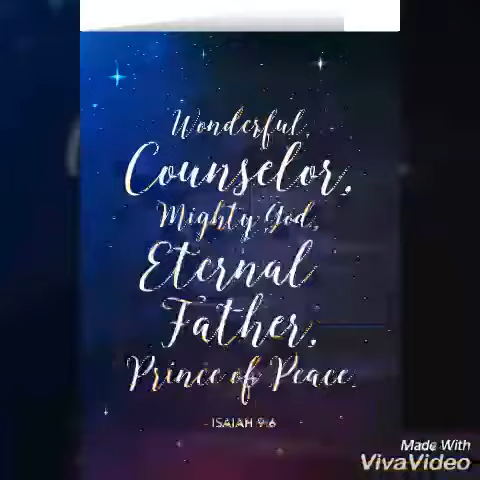 Wonderful,
Counselor,
Mighty God,
Eternal
Father,
Prince of Peace.
ISAIAH 9:6
Made With
VivaVideo